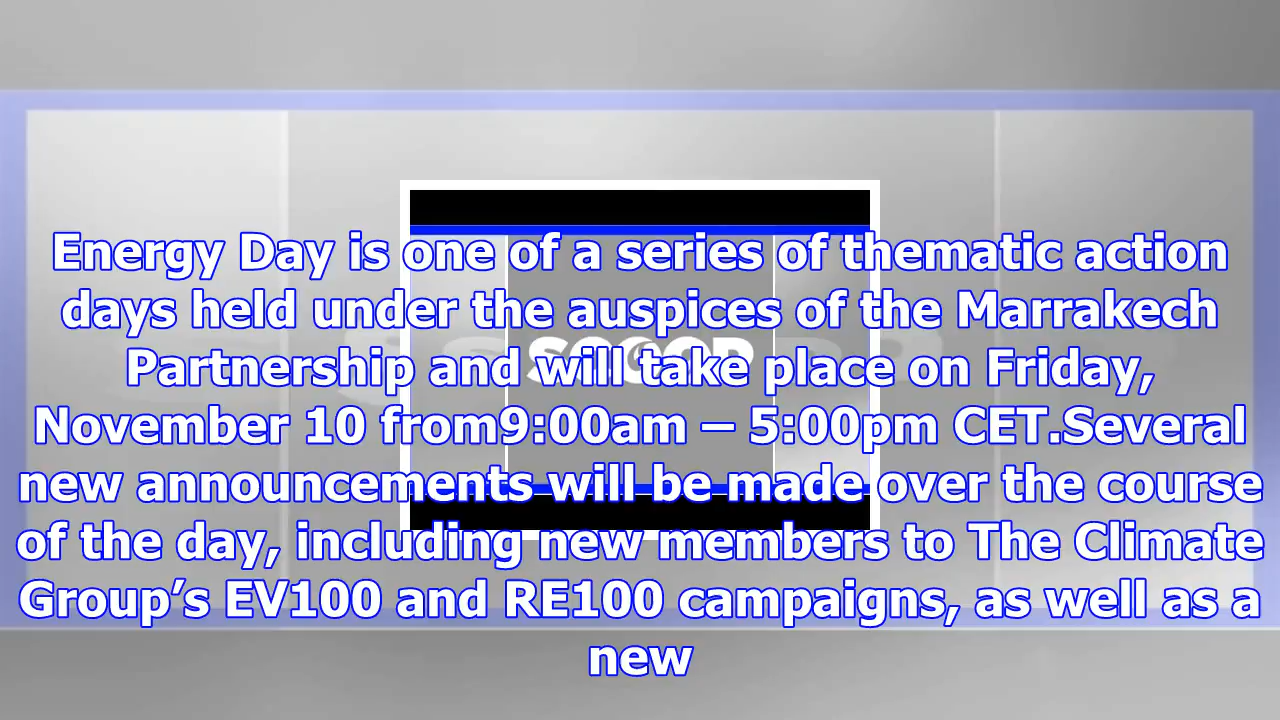 Energy Day is one of a series of thematic action
days held under the auspices of the Marrakech
Partnership and will take place on Friday,
November 10 from9:00am – 5:00pm CET.Several
new announcements will be made over the course
of the day, including new members to The Climate
Group’s EV100 and RE100 campaigns, as well as a
new